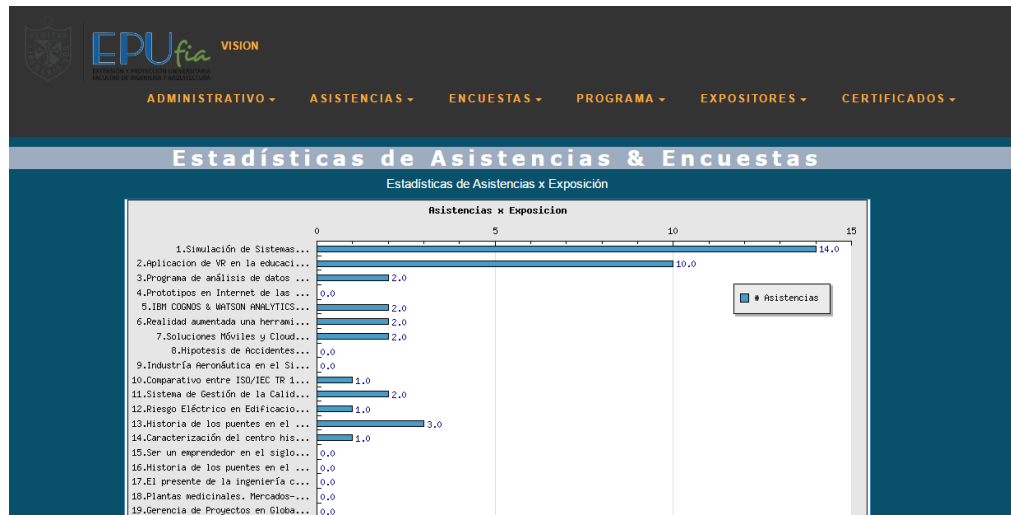 EPUfia
VISION
EXTENSIÓN Y PROYECCIÓN UNIVERSITARIA
FACULTAD DE INGENIERÍA Y ARQUITECTURA
ADMINISTRATIVO ASISTENCIAS ENCUESTAS PROGRAMA EXPOSITORES CERTIFICADOS
Estadísticas de Asistencias & Encuestas
Estadísticas de Asistencias x Exposición
Asistencias x Exposicion
0 5 10 15
1.Simulación de Sistemas... 14.0
2.Aplicacion de VR en la educaci... 10.0
3.Programa de análisis de datos ... 2.0
# Asistencias
4.Prototipos en Internet de las ... 0.0
5.IBM COGNOS & WATSON ANALYTICS... 2.0
6.Realidad aumentada una herrami... 2.0
7.Soluciones Móviles y Cloud... 2.0
8.Hipotesis de Accidentes... 0.0
9.Industría Aeronáutica en el Si... 0.0
10.Comparativo entre ISO/IEC TR 1... 1.0
11.Sistema de Gestión de la Calid... 2.0
12.Riesgo Eléctrico en Edificacio... 1.0
13.Historia de los puentes en el ... 3.0
14.Caracterización del centro his... 1.0
15.Ser un emprendedor en el siglo... 0.0
16.Historia de los puentes en el ... 0.0
17.El presente de la ingeniería c... 0.0
18.Plantas medicinales. Mercados-... 0.0
19.Gerencia de Proyectos en Globa... 0.0